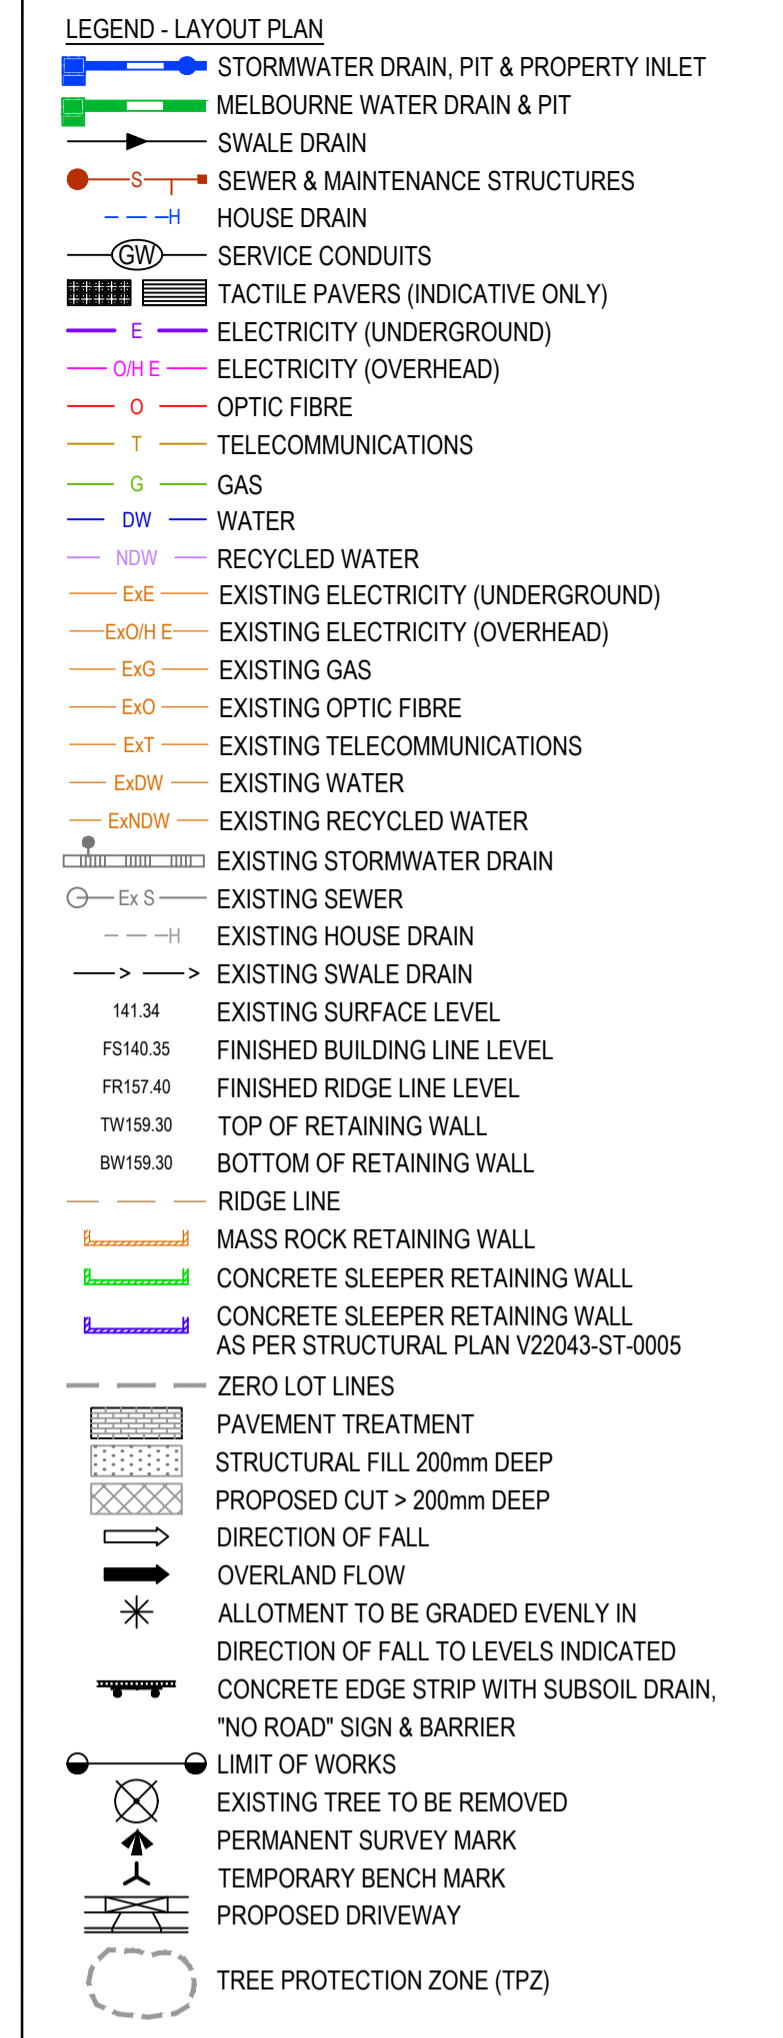 LEGEND - LAYOUT PLAN
STORMWATER DRAIN, PIT & PROPERTY INLET
MELBOURNE WATER DRAIN & PIT
SWALE DRAIN
S SEWER & MAINTENANCE STRUCTURES
H HOUSE DRAIN
GW SERVICE CONDUITS
TACTILE PAVERS (INDICATIVE ONLY)
E ELECTRICITY (UNDERGROUND)
O/H E ELECTRICITY (OVERHEAD)
O OPTIC FIBRE
T TELECOMMUNICATIONS
G GAS
DW WATER
NDW RECYCLED WATER
ExE EXISTING ELECTRICITY (UNDERGROUND)
ExO/H E EXISTING ELECTRICITY (OVERHEAD)
ExG EXISTING GAS
ExO EXISTING OPTIC FIBRE
ExT EXISTING TELECOMMUNICATIONS
ExDW EXISTING WATER
ExNDW EXISTING RECYCLED WATER
EXISTING STORMWATER DRAIN
Ex S EXISTING SEWER
H EXISTING HOUSE DRAIN
EXISTING SWALE DRAIN
141.34 EXISTING SURFACE LEVEL
FS140.35 FINISHED BUILDING LINE LEVEL
FR157.40 FINISHED RIDGE LINE LEVEL
TW159.30 TOP OF RETAINING WALL
BW159.30 BOTTOM OF RETAINING WALL
RIDGE LINE
MASS ROCK RETAINING WALL
CONCRETE SLEEPER RETAINING WALL
CONCRETE SLEEPER RETAINING WALL
AS PER STRUCTURAL PLAN V22043-ST-0005
ZERO LOT LINES
PAVEMENT TREATMENT
STRUCTURAL FILL 200mm DEEP
PROPOSED CUT > 200mm DEEP
DIRECTION OF FALL
OVERLAND FLOW
ALLOTMENT TO BE GRADED EVENLY IN
DIRECTION OF FALL TO LEVELS INDICATED
CONCRETE EDGE STRIP WITH SUBSOIL DRAIN,
"NO ROAD" SIGN & BARRIER
LIMIT OF WORKS
EXISTING TREE TO BE REMOVED
PERMANENT SURVEY MARK
TEMPORARY BENCH MARK
PROPOSED DRIVEWAY
TREE PROTECTION ZONE (TPZ)